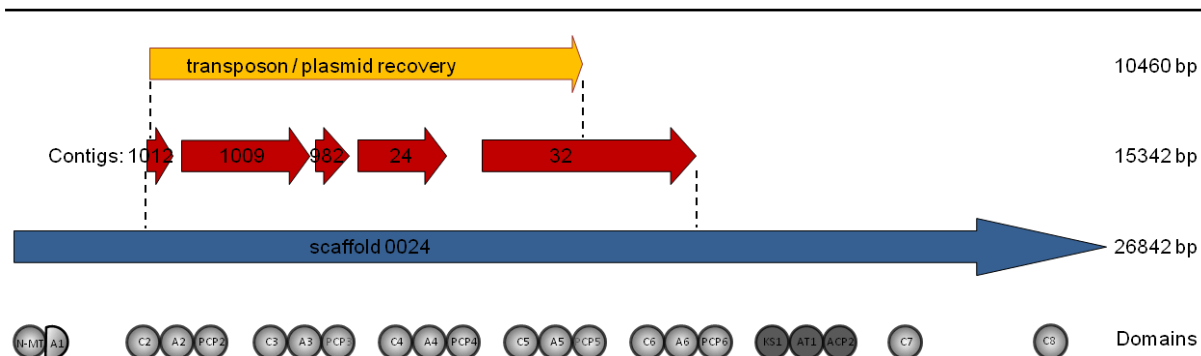 transposon / plasmid recovery 10460 bp
Contigs: 1012 1009 982 24 32 15342 bp
scaffold 0024 26842 bp
N-MT A1 C2 A2 PCP2 C3 A3 PCP3 C4 A4 PCP4 C5 A5 PCP5 C6 A6 PCP6 KS1 AT1 ACP2 C7 C8 Domains